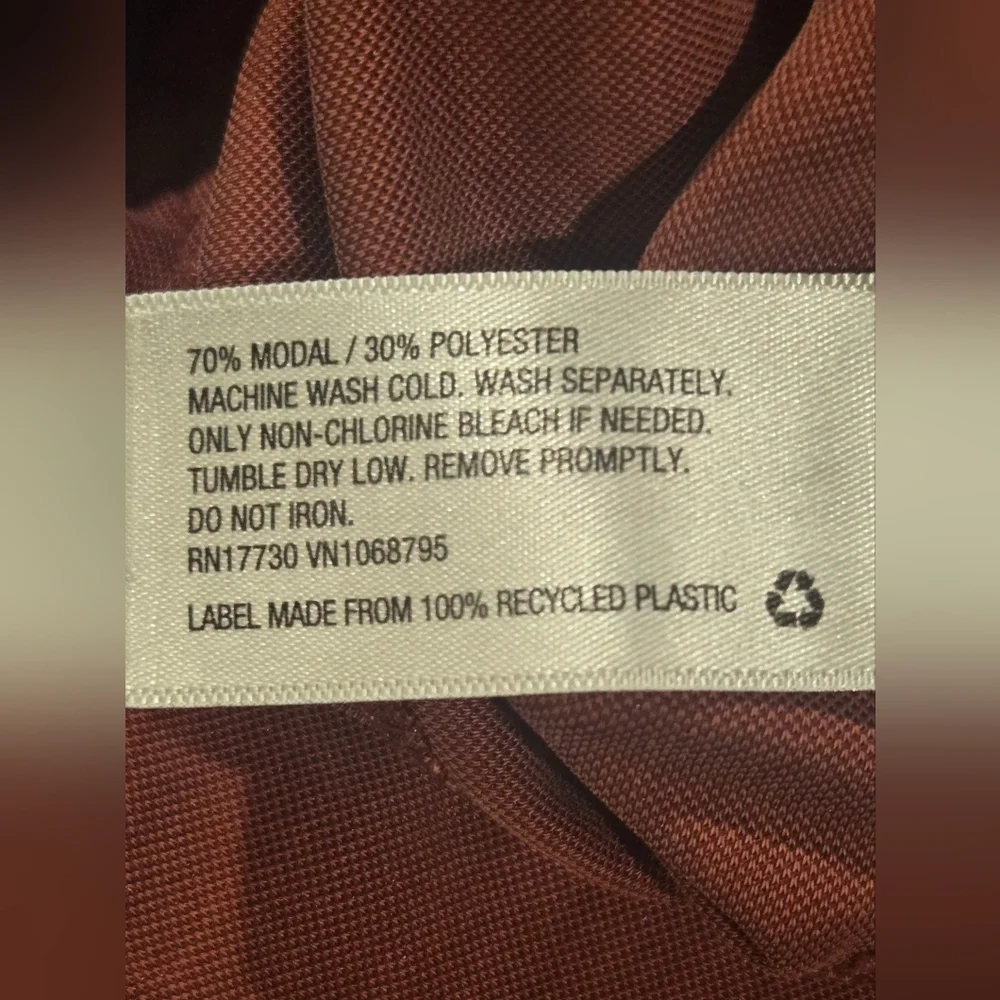 70% MODAL / 30% POLYESTER
MACHINE WASH COLD. WASH SEPARATELY.
ONLY NON-CHLORINE BLEACH IF NEEDED.
TUMBLE DRY LOW. REMOVE PROMPTLY.
DO NOT IRON.
RN17730 VN1068795
LABEL MADE FROM 100% RECYCLED PLASTIC